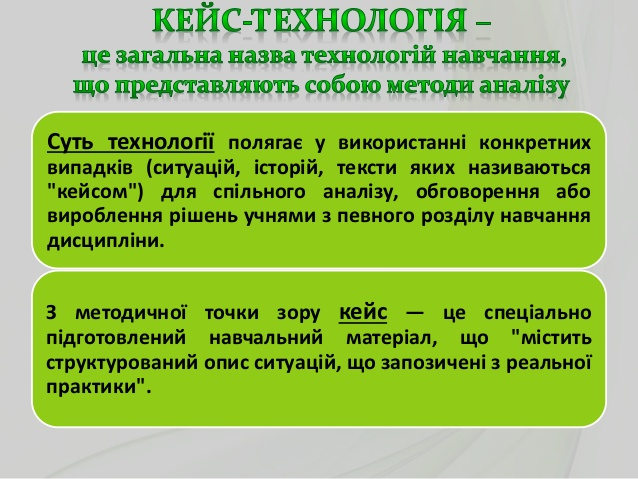 КЕЙС-ТЕХНОЛОГІЯ –
це загальна назва технологій навчання,
що представляють собою методи аналізу
Суть технології полягає у використанні конкретних
випадків (ситуацій, історій, тексти яких називаються
"кейсом") для спільного аналізу, обговорення або
вироблення рішень учнями з певного розділу навчання
дисципліни.
З методичної точки зору кейс — це спеціально
підготовлений навчальний матеріал, що "містить
структурований опис ситуацій, що запозичені з реальної
практики".